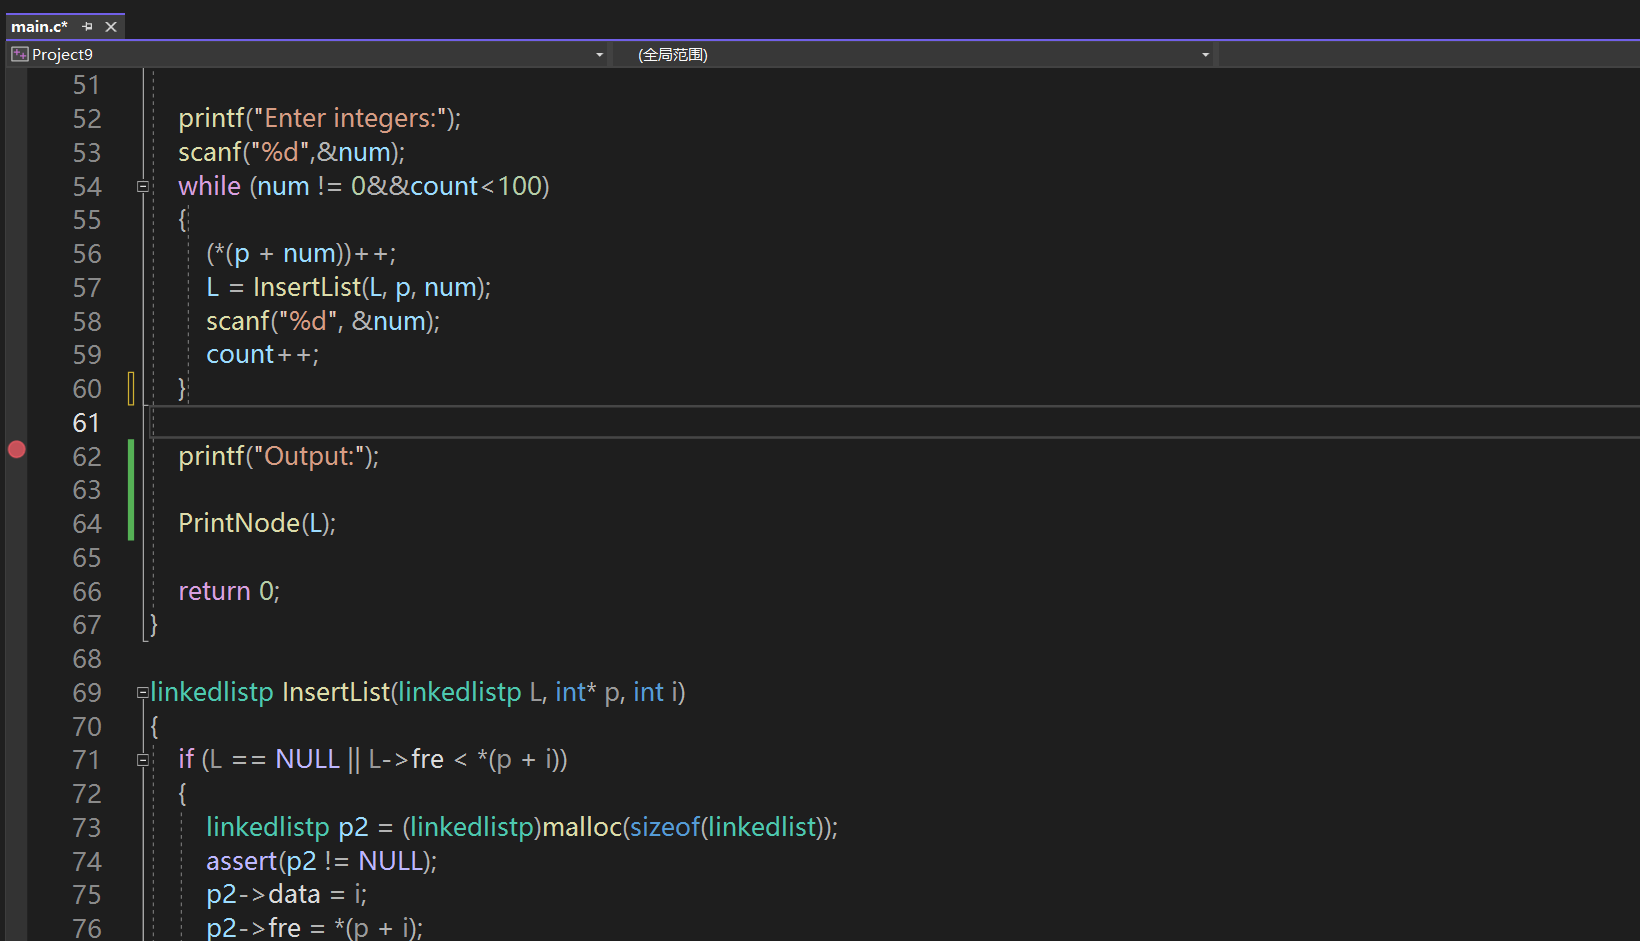 main.c*
Project9
(全局范围)
51
52 printf("Enter integers:");
53 scanf("%d",&num);
54 while (num != 0&&count<100)
55 {
56 (*(p + num))++;
57 L = InsertList(L, p, num);
58 scanf("%d", &num);
59 count++;
60 }
61
62 printf("Output:");
63
64 PrintNode(L);
65
66 return 0;
67 }
68
69 linkedlistp InsertList(linkedlistp L, int* p, int i)
70 {
71 if (L == NULL || L->fre < *(p + i))
72 {
73 linkedlistp p2 = (linkedlistp)malloc(sizeof(linkedlist));
74 assert(p2 != NULL);
75 p2->data = i;
76 p2->fre = *(p + i);